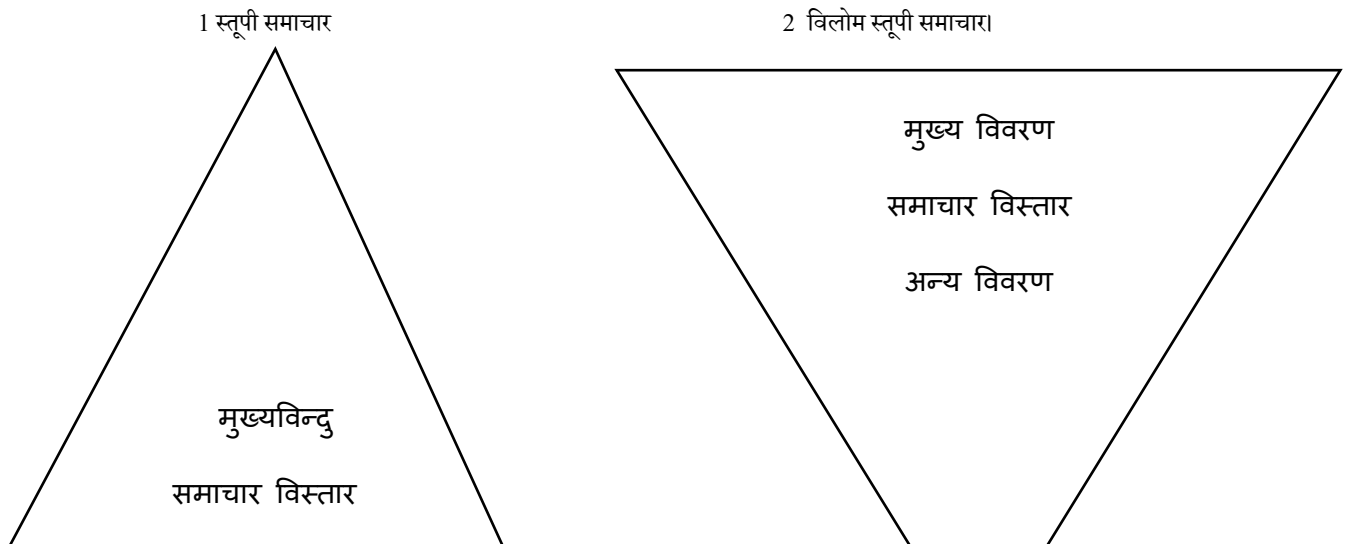 1 स्तूपी समाचार
2 विलोम स्तूपी समाचार।
मुख्यविन्दु
समाचार विस्तार
मुख्य विवरण
समाचार विस्तार
अन्य विवरण